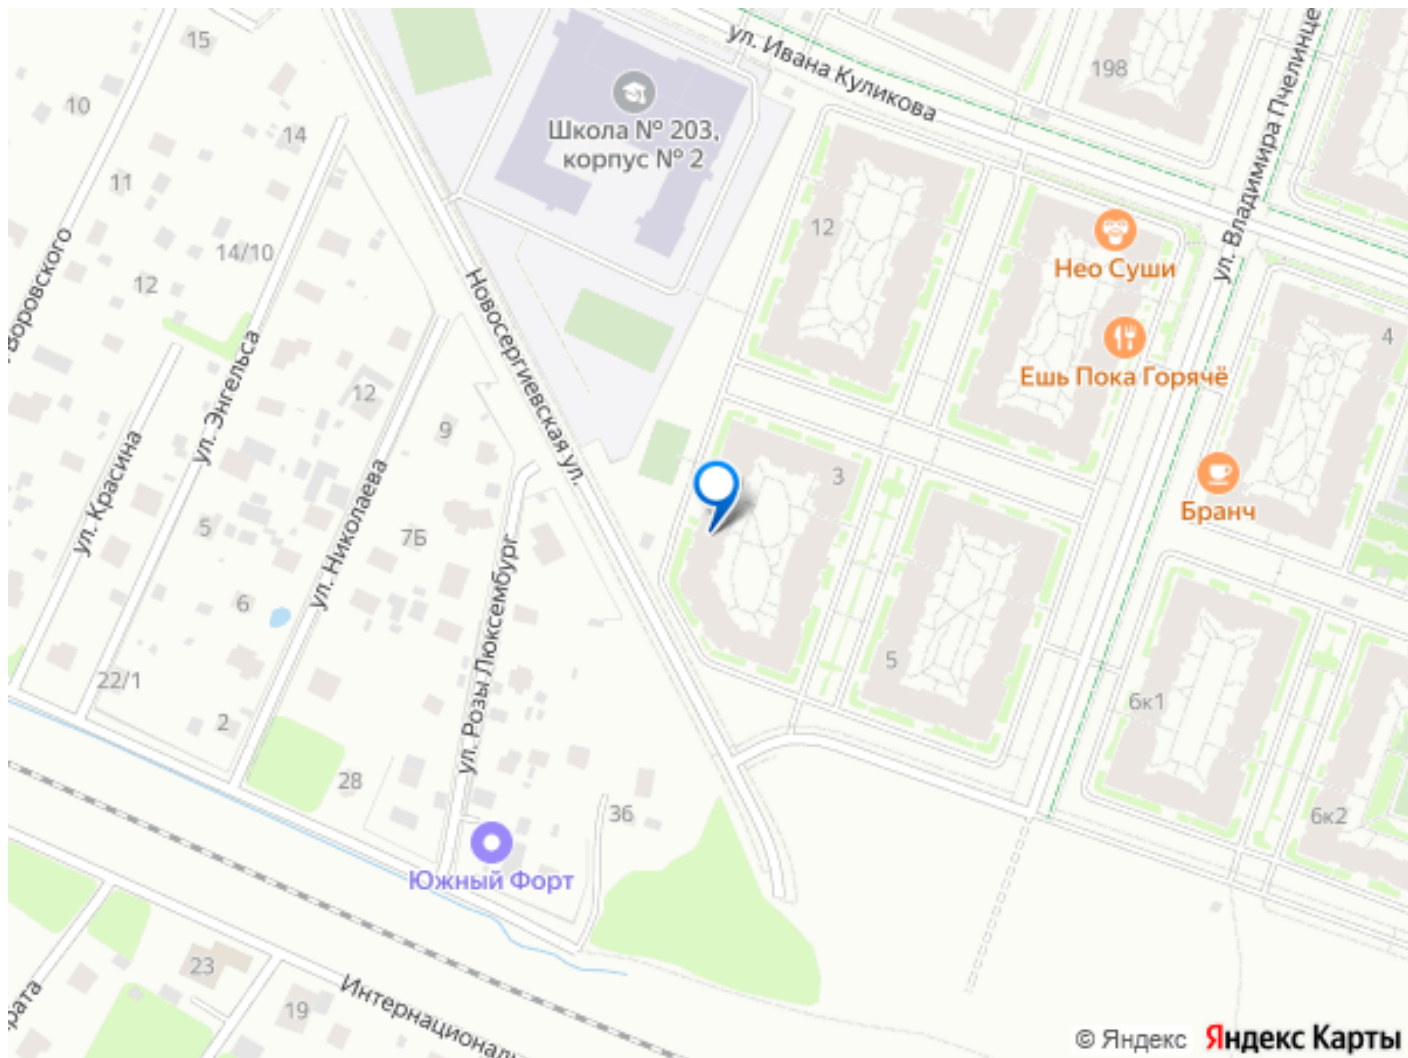 15
ул. Ивана Куликова
198
ул. Владимира Пчелинце
10
14
Школа № 203,
корпус № 2
11
12
Нео Суши
14/10
12
Воровского
Новосергиевская ул.
4
Ешь Пока Горячё
ул. Энгельса
12
9
ул. Красина
3
Бранч
5
7Б
ул. Николаева
ул. Розы Люксембург
6
5
22/1
2
6к1
28
36
6к2
Южный Форт
23
19
Интернациональн
рата
© Яндекс Яндекс Карты